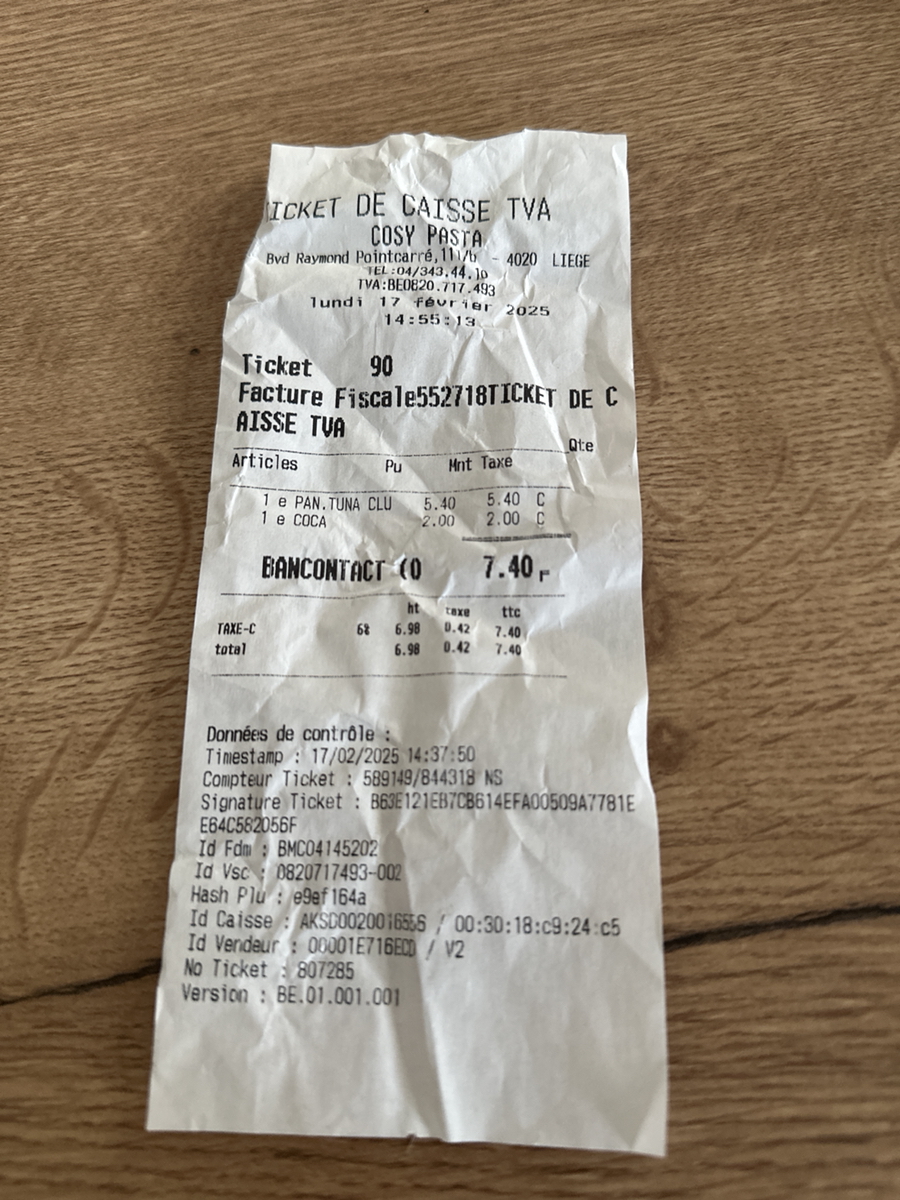 TICKET DE CAISSE TVA
COSY PASTA
Bvd Raymond Pointcarré,111/b - 4020 LIEGE
TEL:04/343.44.10
TVA:BE0820.717.493
lundi 17 février 2025
14:55:13
Ticket 90
Facture Fiscale552718TICKET DE C
AISSE TVA
Qte
Articles Pu Mnt Taxe
1 e PAN.TUNA CLU 5.40 5.40 C
1 e COCA 2.00 2.00 C
BANCONTACT (0 7.40
ht taxe ttc
TAXE-C 6% 6.98 0.42 7.40
total 6.98 0.42 7.40
Données de contrôle :
Timestamp : 17/02/2025 14:37:50
Compteur Ticket : 589149/844318 NS
Signature Ticket : B63E121EB7CB614EFA00509A7781E
E64C582056F
Id Fdm : BMC04145202
Id Vsc : 0820717493-002
Hash Plu : e9ef164a
Id Caisse : / 00:30:18:c9:24:c5
Id Vendeur : 00001E716ECD / V2
No Ticket : 807285
Version : BE.01.001.001